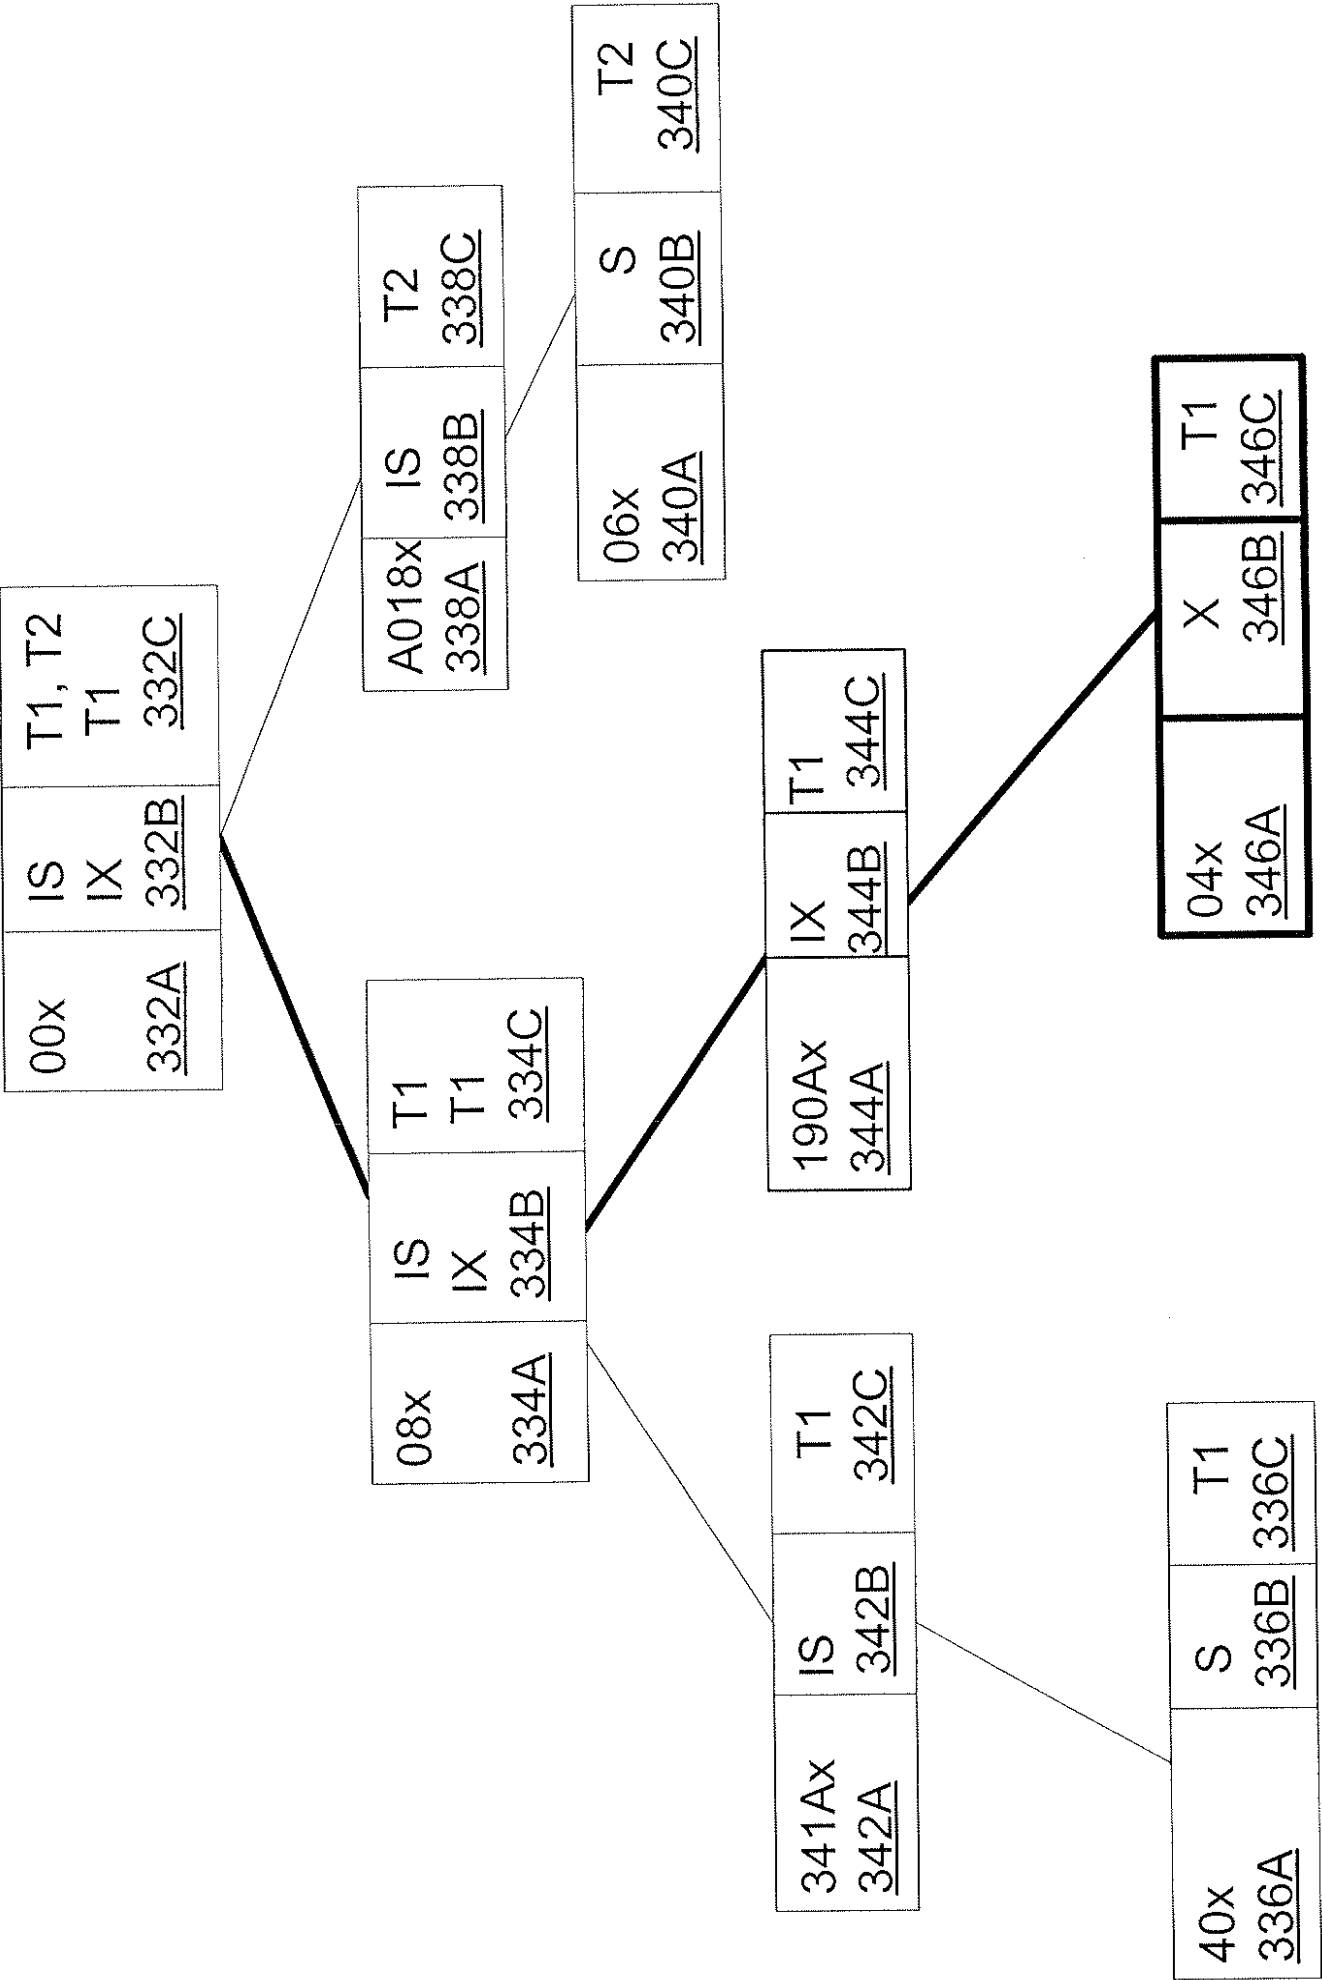 00x
332A
IS
IX
332B
T1, T2
T1
332C
08x
334A
IS
IX
334B
T1
T1
334C
A018x
338A
IS
338B
T2
338C
06x
340A
S
340B
T2
340C
341Ax
342A
IS
342B
T1
342C
190Ax
344A
IX
344B
T1
344C
40x
336A
S
336B
T1
336C
04x
346A
X
346B
T1
346C